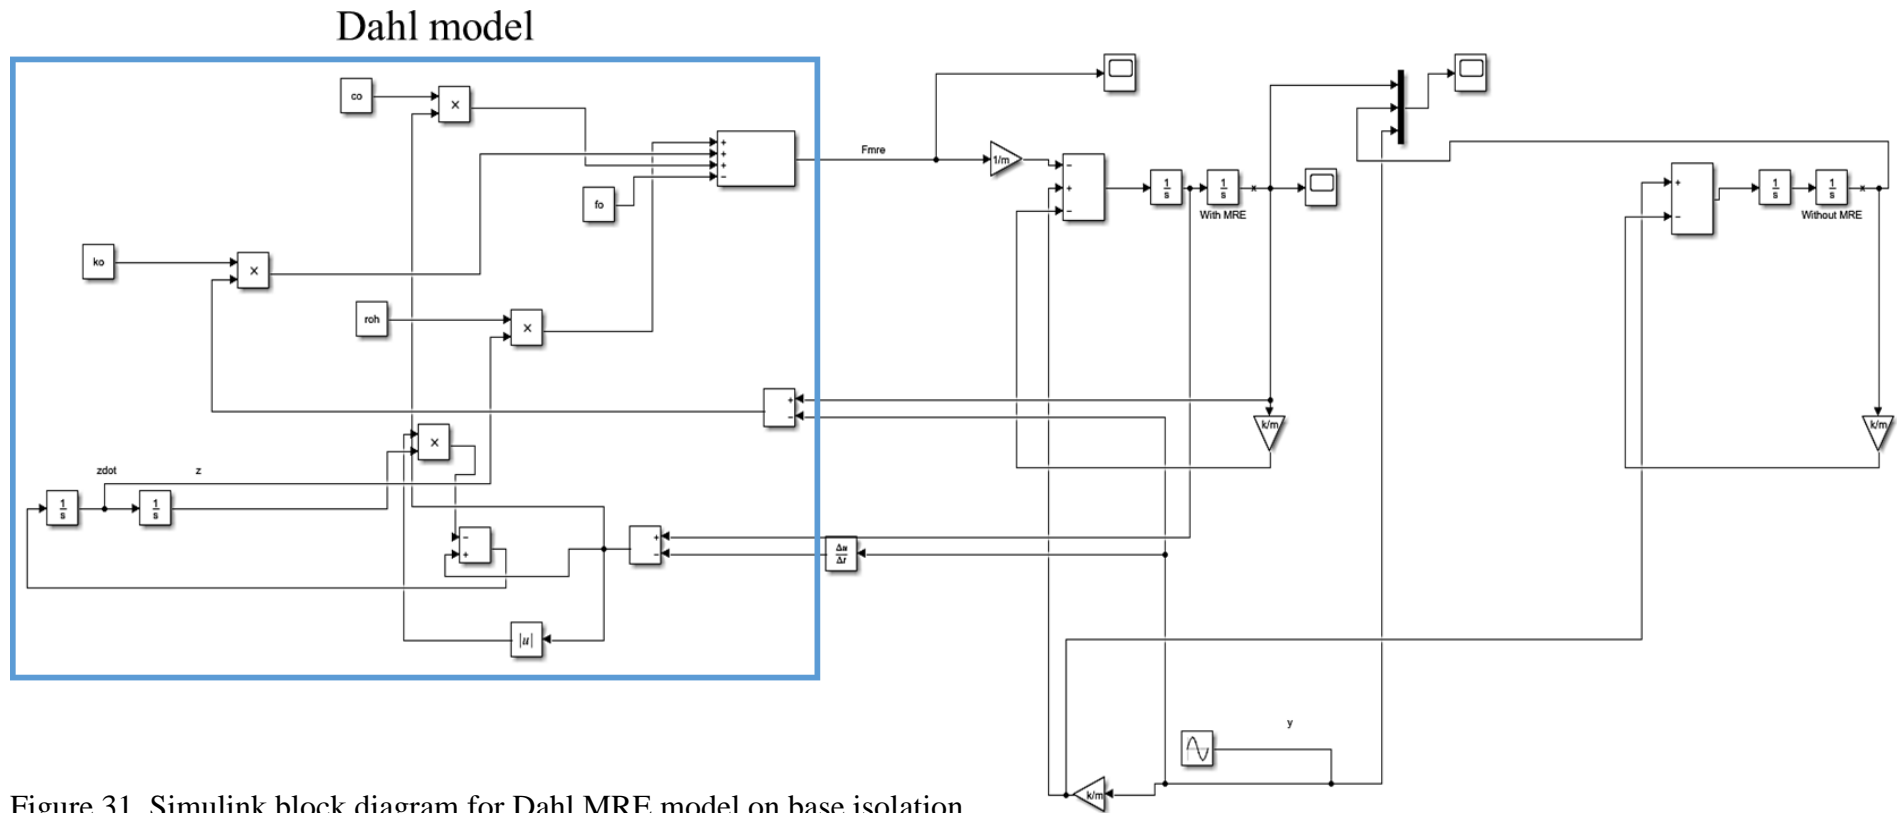 Dahl model
co
×
+
+
+
−
Fmre
1/m
−
+
−
1
s
1
s
x
With MRE
fo
+
−
1
s
1
s
x
Without MRE
ko
×
roh
×
+
−
k/m
k/m
×
zdot
z
1
s
1
s
−
+
+
−
Δu
Δt
|u|
y
k/m
Figure 31. Simulink block diagram for Dahl MRE model on base isolation